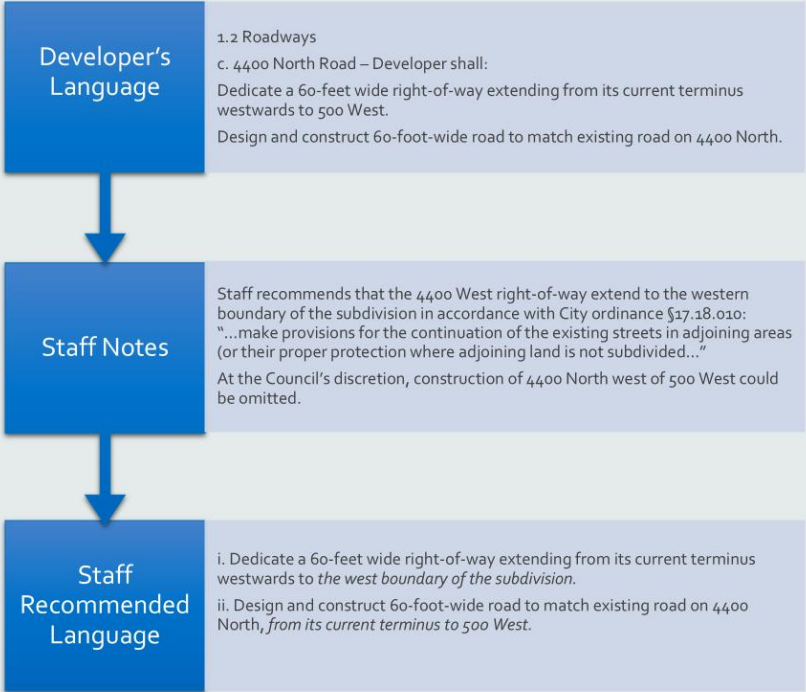 Developer's
Language
1.2 Roadways
c. 4400 North Road – Developer shall:
Dedicate a 60-feet wide right-of-way extending from its current terminus
westwards to 500 West.
Design and construct 60-foot-wide road to match existing road on 4400 North.
Staff Notes
Staff recommends that the 4400 West right-of-way extend to the western
boundary of the subdivision in accordance with City ordinance §17.18.010:
“…make provisions for the continuation of the existing streets in adjoining areas
(or their proper protection where adjoining land is not subdivided…”
At the Council's discretion, construction of 4400 North west of 500 West could
be omitted.
Staff
Recommended
Language
i. Dedicate a 60-feet wide right-of-way extending from its current terminus
westwards to the west boundary of the subdivision.
ii. Design and construct 60-foot-wide road to match existing road on 4400
North, from its current terminus to 500 West.